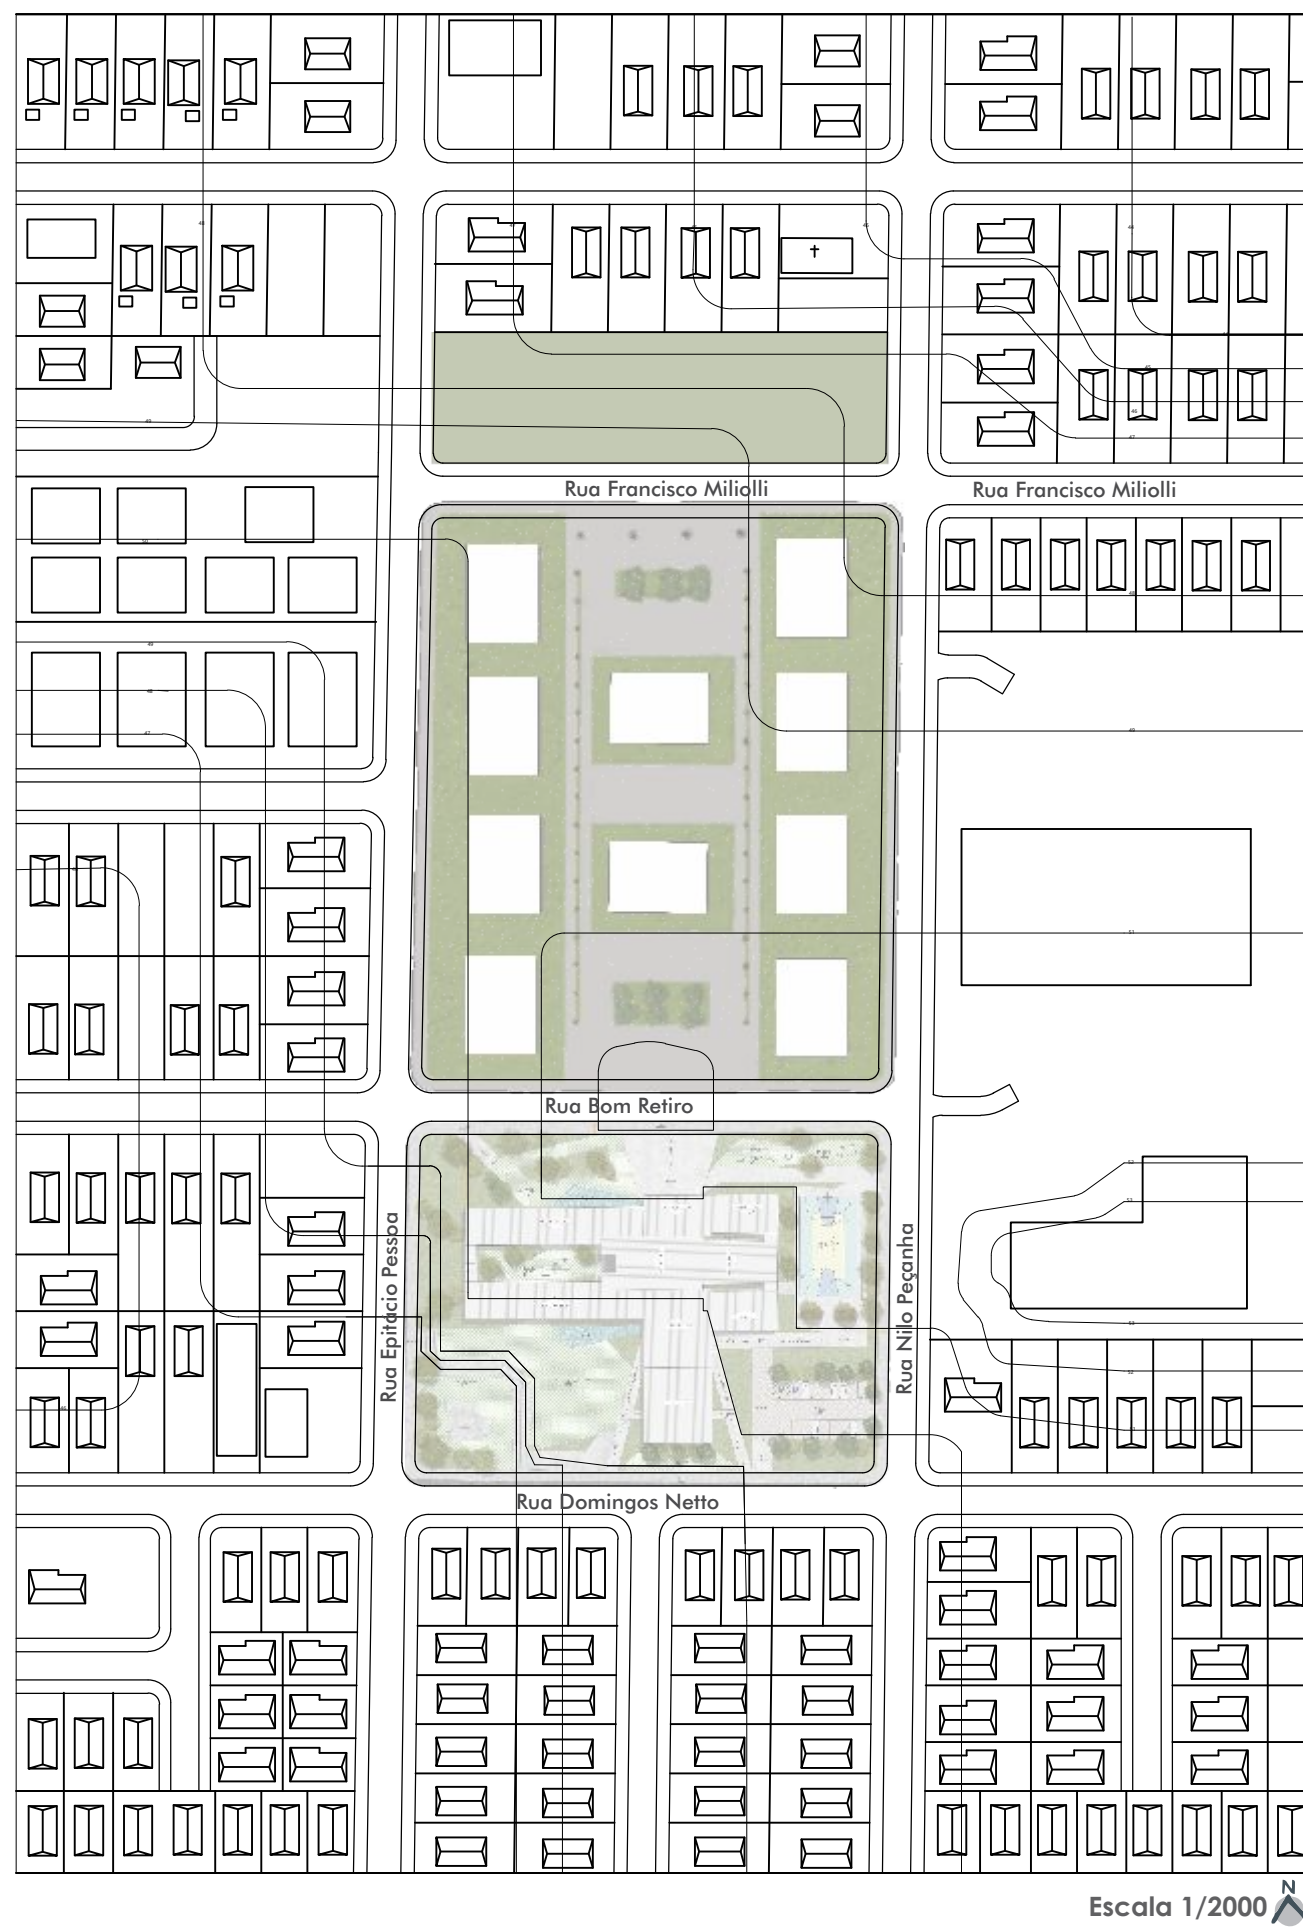 Rua Francisco Miliolli
Rua Francisco Miliolli
Rua Bom Retiro
Rua Epitacio Pessoa
Rua Nilo Peçanha
Rua Domingos Netto
N
Escala 1/2000